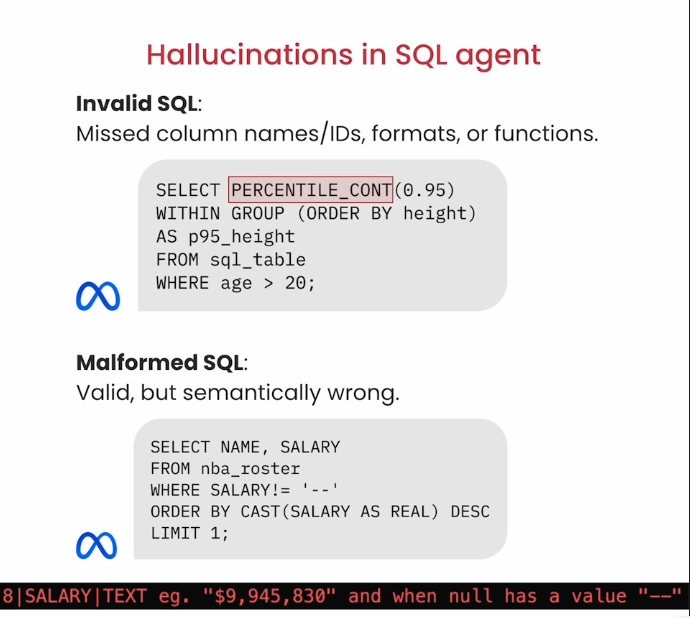 Hallucinations in SQL agent
Invalid SQL:
Missed column names/IDs, formats, or functions.
SELECT PERCENTILE_CONT(0.95)
WITHIN GROUP (ORDER BY height)
AS p95_height
FROM sql_table
WHERE age > 20;
Malformed SQL:
Valid, but semantically wrong.
SELECT NAME, SALARY
FROM nba_roster
WHERE SALARY!= '--'
ORDER BY CAST(SALARY AS REAL) DESC
LIMIT 1;
8|SALARY|TEXT eg. "$9,945,830" and when null has a value "--"